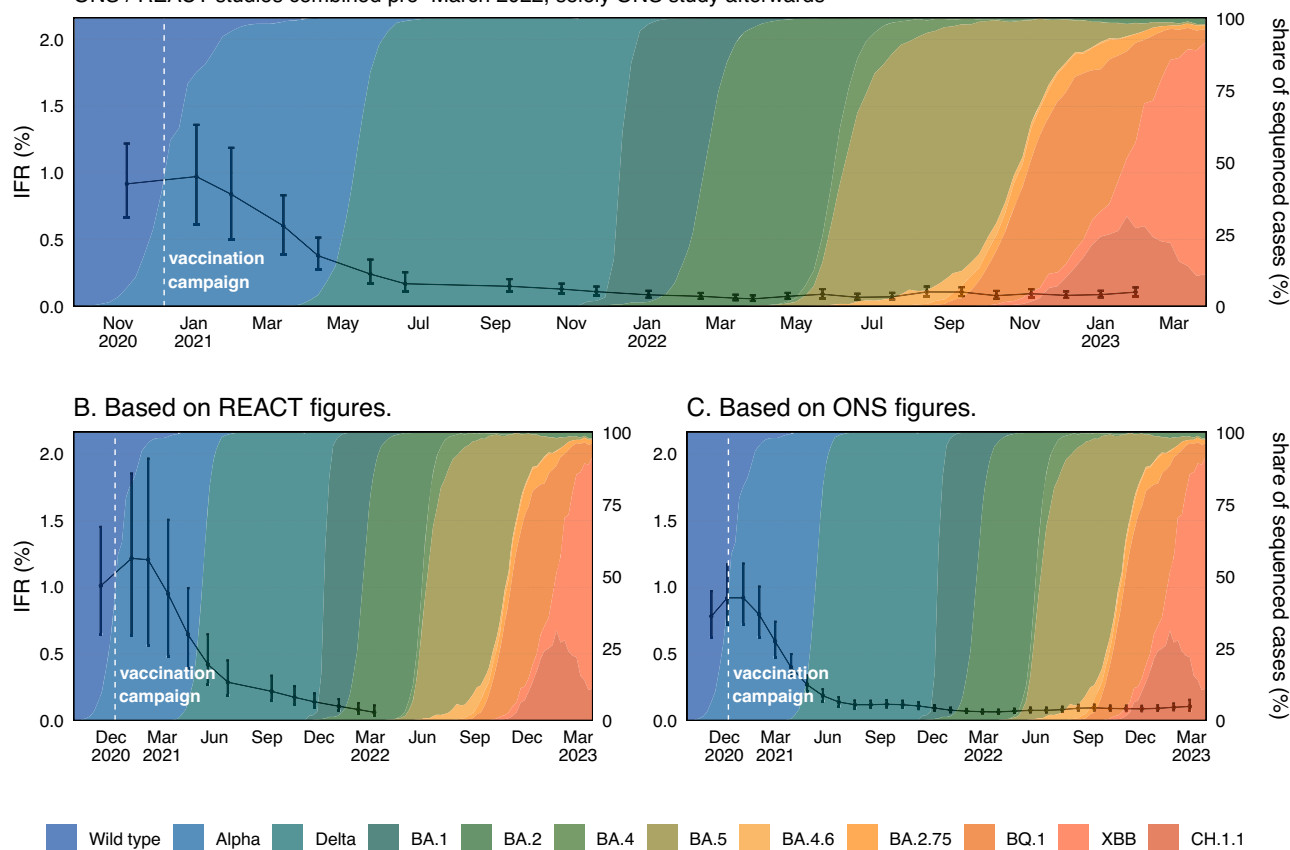 ONS / REACT studies combined pre- March 2022, solely ONS study afterwards
2.0
1.5
1.0
0.5
0.0
IFR (%)
100
75
50
25
0
share of sequenced cases (%)
vaccination
campaign
Nov Jan Mar May Jul Sep Nov Jan Mar May Jul Sep Nov Jan Mar
2020 2021 2022 2023
B. Based on REACT figures.
2.0
1.5
1.0
0.5
0.0
IFR (%)
100
75
50
25
0
vaccination
campaign
Dec Mar Jun Sep Dec Mar Jun Sep Dec Mar
2020 2021 2022 2023
C. Based on ONS figures.
2.0
1.5
1.0
0.5
0.0
100
75
50
25
0
share of sequenced cases (%)
vaccination
campaign
Dec Mar Jun Sep Dec Mar Jun Sep Dec Mar
2020 2021 2022 2023
Wild type Alpha Delta BA.1 BA.2 BA.4 BA.5 BA.4.6 BA.2.75 BQ.1 XBB CH.1.1